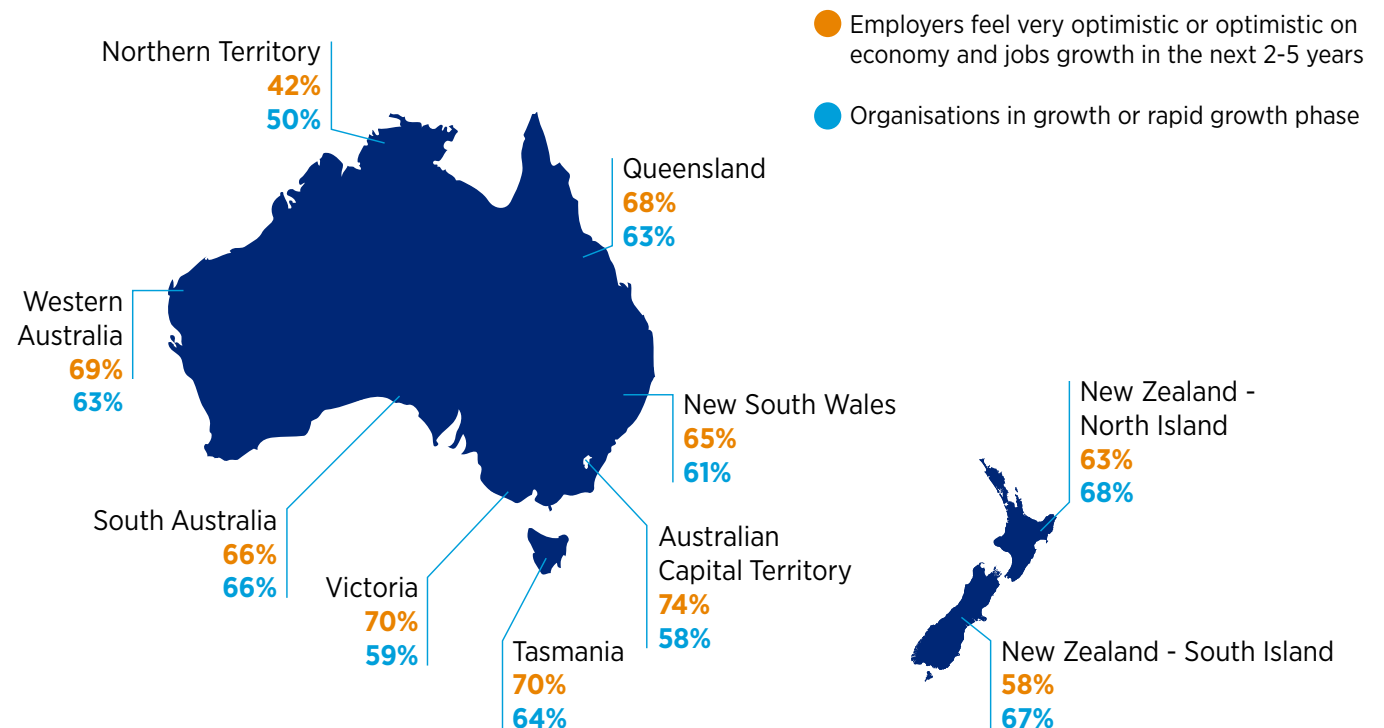 Employers feel very optimistic or optimistic on
economy and jobs growth in the next 2-5 years
Organisations in growth or rapid growth phase
Northern Territory
42%
50%
Queensland
68%
63%
Western
Australia
69%
63%
New South Wales
65%
61%
New Zealand -
North Island
63%
68%
South Australia
66%
66%
Victoria
70%
59%
Australian
Capital Territory
74%
58%
Tasmania
70%
64%
New Zealand - South Island
58%
67%